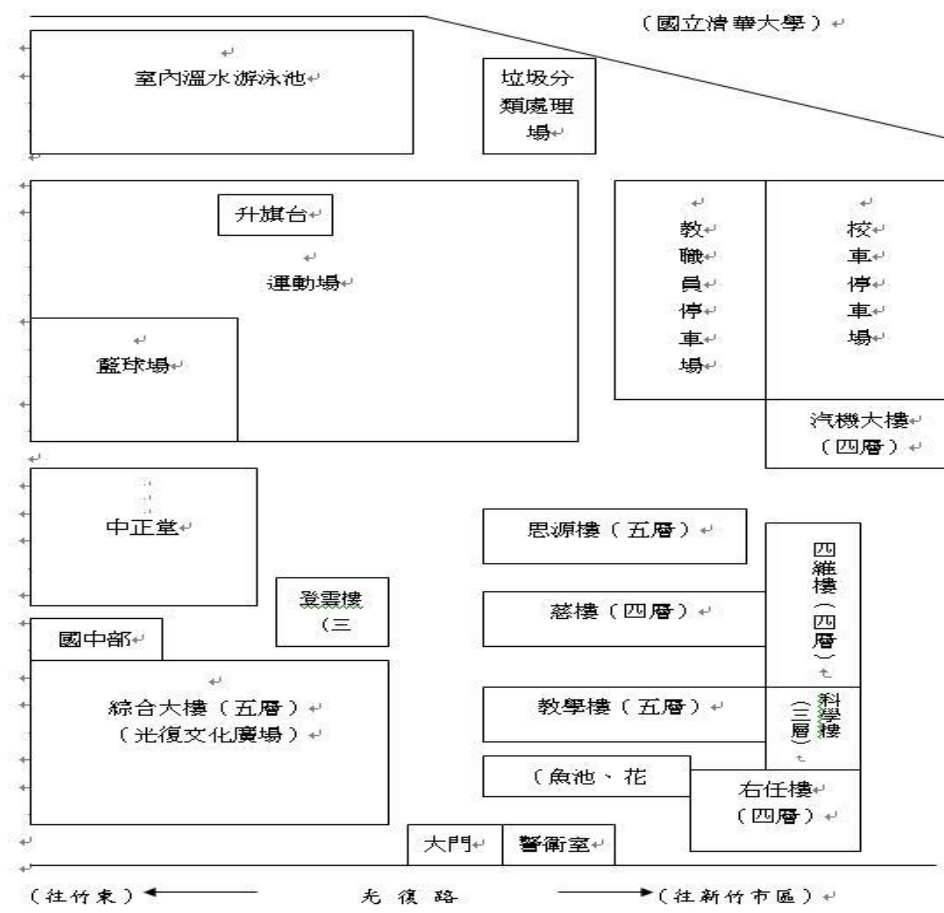 (國立清華大學)
室內溫水游泳池
垃圾分
類處理
場
升旗台
運動場
籃球場
教職員停車場
校車停車場
汽機大樓
(四層)
中正堂
思源樓(五層)
四維樓(四層)
登雲樓
(三
慈樓(四層)
國中部
綜合大樓(五層)
(光復文化廣場)
教學樓(五層)
科學樓
(三層)
(魚池、花
右任樓
(四層)
大門
警衛室
(往竹東)
光復路
(往新竹市區)